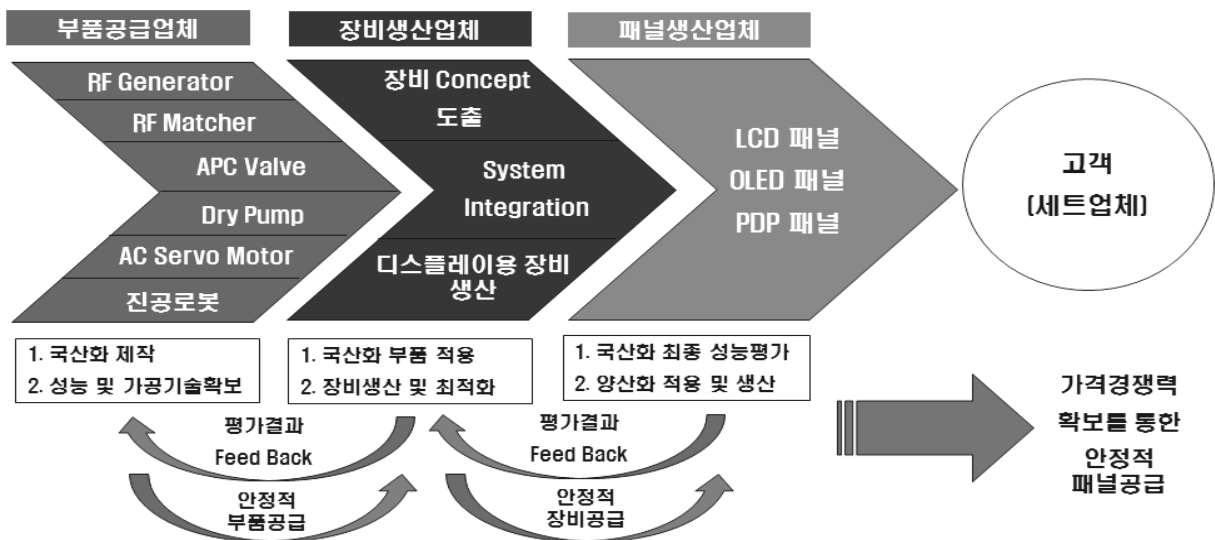 부품공급업체
RF Generator
RF Matcher
APC Valve
Dry Pump
AC Servo Motor
진공로봇
1. 국산화 제작
2. 성능 및 가공기술확보
장비생산업체
장비 Concept
도출
System
Integration
디스플레이용 장비
생산
1. 국산화 부품 적용
2. 장비생산 및 최적화
패널생산업체
LCD 패널
OLED 패널
PDP 패널
1. 국산화 최종 성능평가
2. 양산화 적용 및 생산
고객
(세트업체)
평가결과
Feed Back
안정적
부품공급
평가결과
Feed Back
안정적
장비공급
가격경쟁력
확보를 통한
안정적
패널공급